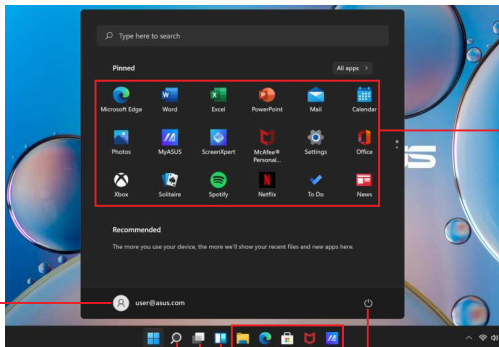 Type here to search
Pinned
All apps >
Microsoft Edge Word Excel PowerPoint Mail Calendar
Photos MyASUS ScreenXpert McAfee® Personal... Settings Office
Xbox Solitaire Spotify Netflix To Do News
Recommended
The more you use your device, the more we'll show your recent files and new apps here.
user@asus.com